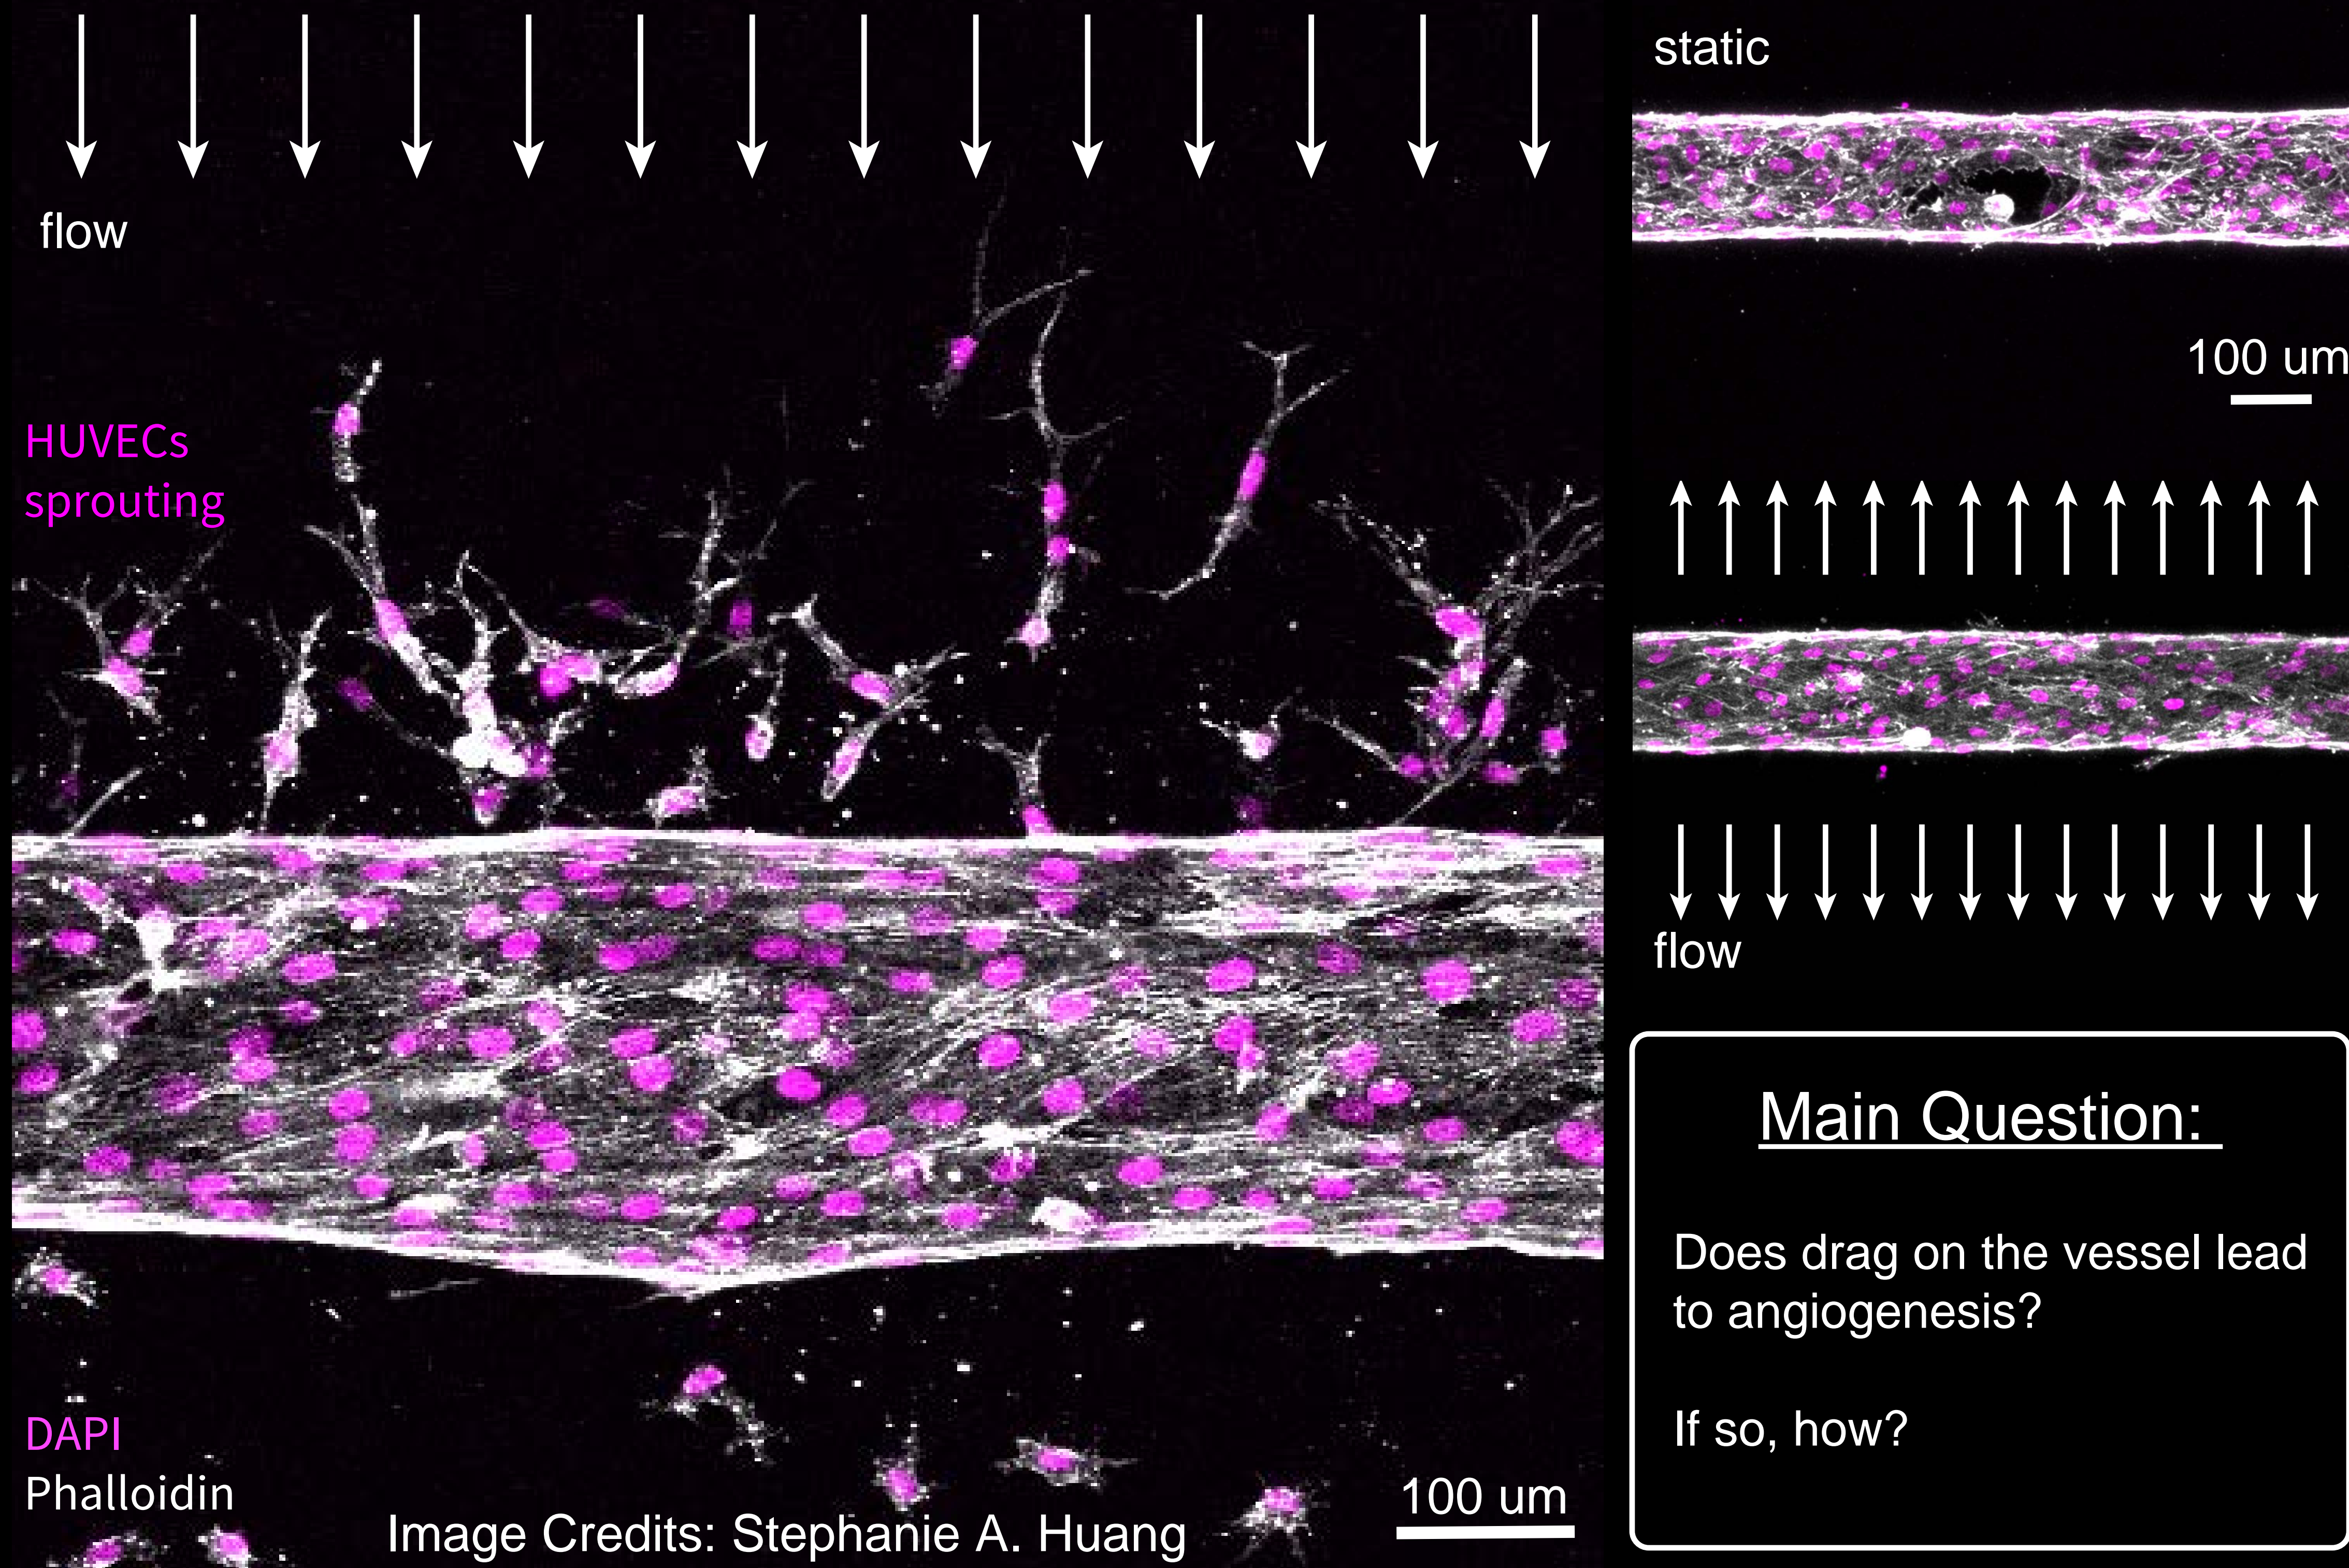 flow
HUVECs
sprouting
DAPI
Phalloidin
Image Credits: Stephanie A. Huang
100 um
static
100 um
flow
Main Question:
Does drag on the vessel lead
to angiogenesis?
If so, how?